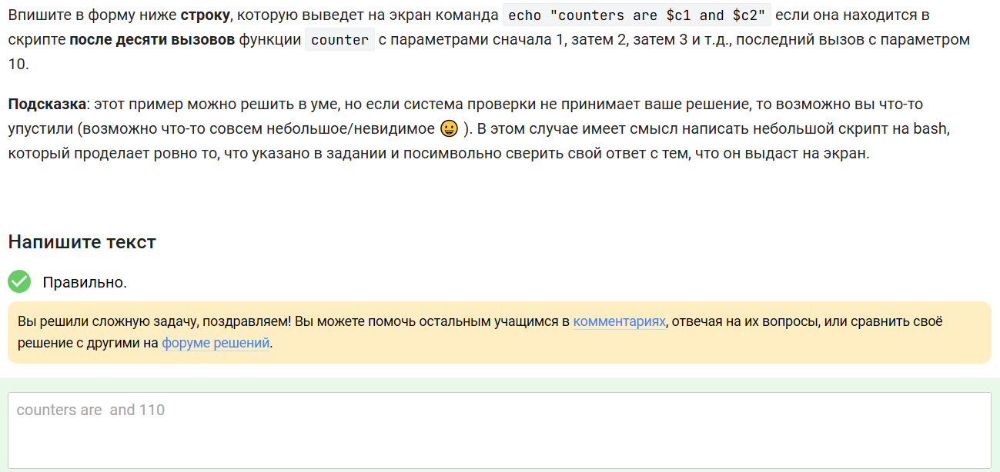 Впишите в форму ниже строку, которую выведет на экран команда echo "counters are $c1 and $c2" если она находится в
скрипте после десяти вызовов функции counter с параметрами сначала 1, затем 2, затем 3 и т.д., последний вызов с параметром
10.
Подсказка: этот пример можно решить в уме, но если система проверки не принимает ваше решение, то возможно вы что-то
упустили (возможно что-то совсем небольшое/невидимое 😀 ). В этом случае имеет смысл написать небольшой скрипт на bash,
который проделает ровно то, что указано в задании и посимвольно сверить свой ответ с тем, что он выдаст на экран.
Напишите текст
Правильно.
Вы решили сложную задачу, поздравляем! Вы можете помочь остальным учащимся в комментариях, отвечая на их вопросы, или сравнить своё
решение с другими на форуме решений.
counters are  and 110